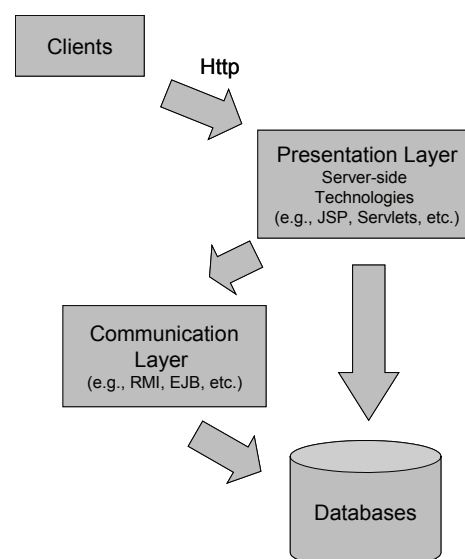 Clients
Http
Presentation Layer
Server-side
Technologies
(e.g., JSP, Servlets, etc.)
Communication
Layer
(e.g., RMI, EJB, etc.)
Databases